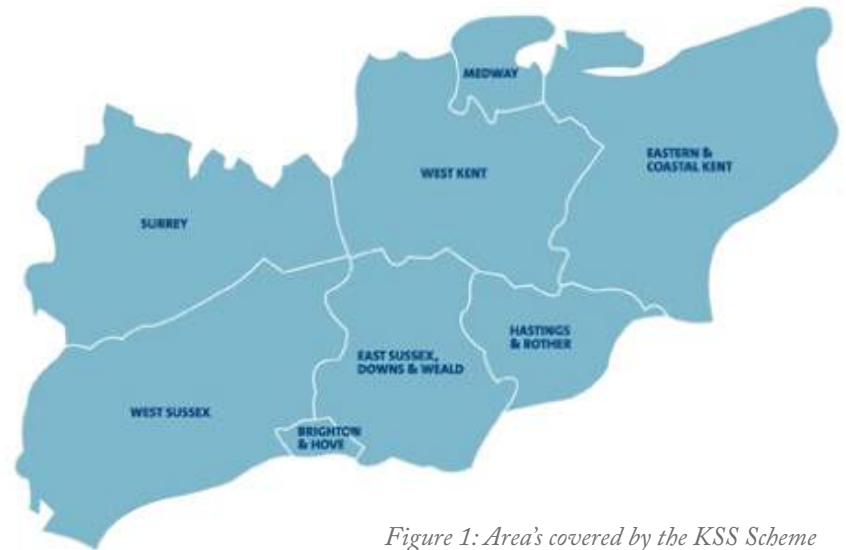 MEDWAY
EASTERN &
COASTAL KENT
WEST KENT
SURREY
HASTINGS
& ROTHER
EAST SUSSEX,
DOWNS & WEALD
WEST SUSSEX
BRIGHTON
& HOVE
Figure 1: Area's covered by the KSS Scheme